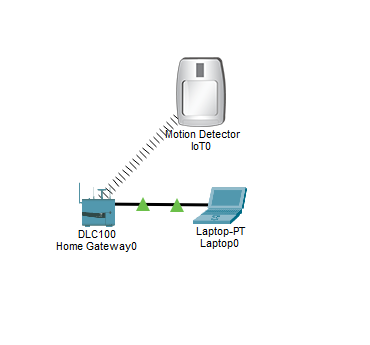 Motion Detector
IoT0
DLC100
Home Gateway0
Laptop-PT
Laptop0